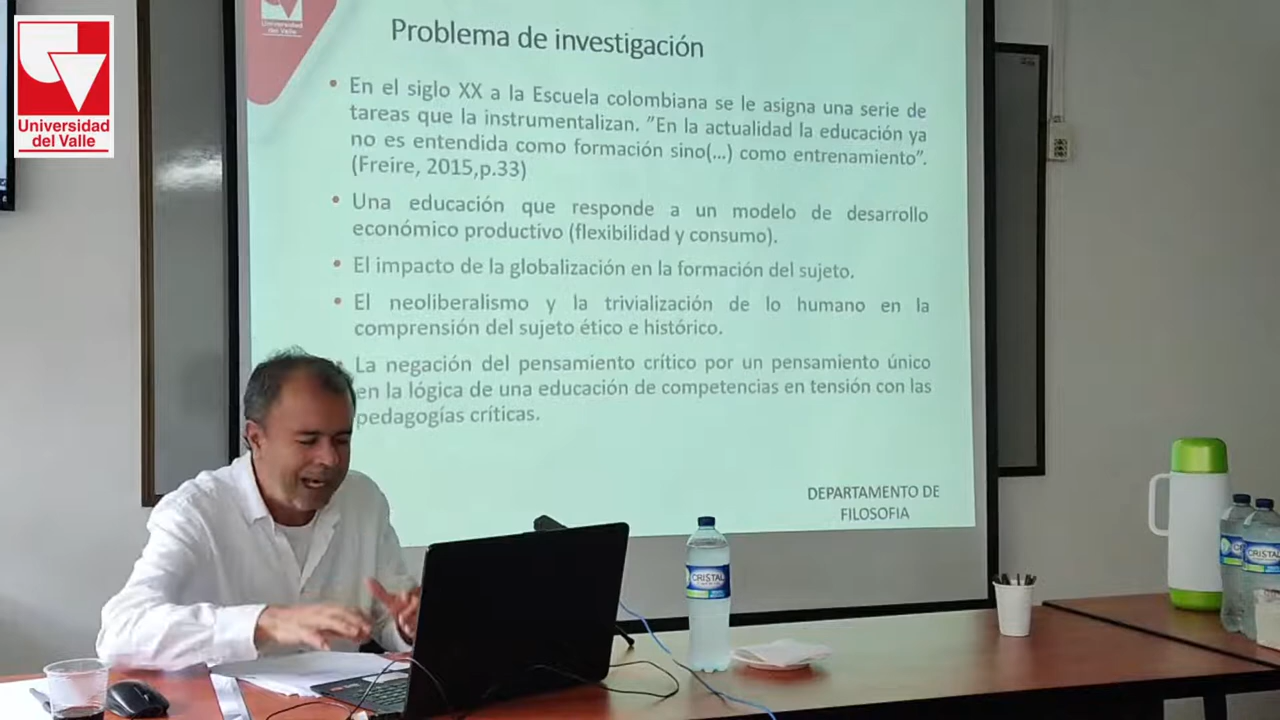 Universidad
del Valle
Universidad
del Valle
Problema de investigación
• En el siglo XX a la Escuela colombiana se le asigna una serie de
tareas que la instrumentalizan. "En la actualidad la educación ya
no es entendida como formación sino(...) como entrenamiento".
(Freire, 2015,p.33)
• Una educación que responde a un modelo de desarrollo
económico productivo (flexibilidad y consumo).
• El impacto de la globalización en la formación del sujeto.
• El neoliberalismo y la trivialización de lo humano en la
comprensión del sujeto ético e histórico.
La negación del pensamiento crítico por un pensamiento único
en la lógica de una educación de competencias en tensión con las
pedagogías críticas.
DEPARTAMENTO DE
FILOSOFIA
CRISTAL
CRISTAL